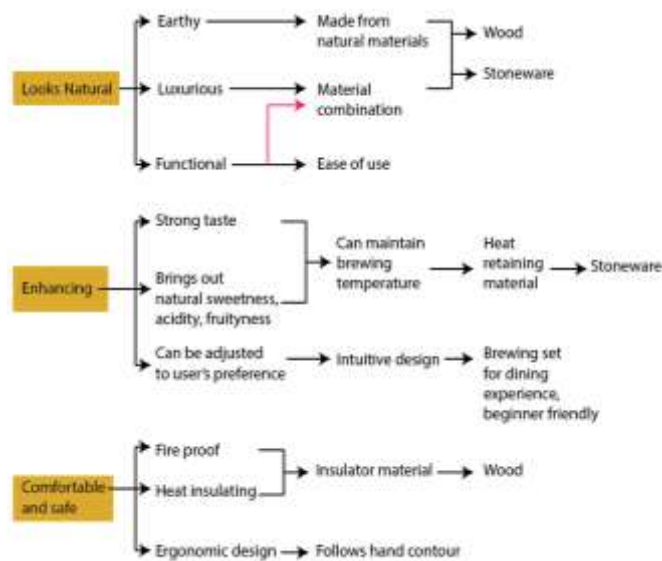 Looks Natural
Earthy
Made from
natural materials
Wood
Stoneware
Luxurious
Material
combination
Functional
Ease of use
Enhancing
Strong taste
Brings out
natural sweetness,
acidity, fruityness
Can maintain
brewing
temperature
Heat
retaining
material
Stoneware
Can be adjusted
to user's preference
Intuitive design
Brewing set
for dining
experience,
beginner friendly
Comfortable
and safe
Fire proof
Heat insulating
Insulator material
Wood
Ergonomic design
Follows hand contour